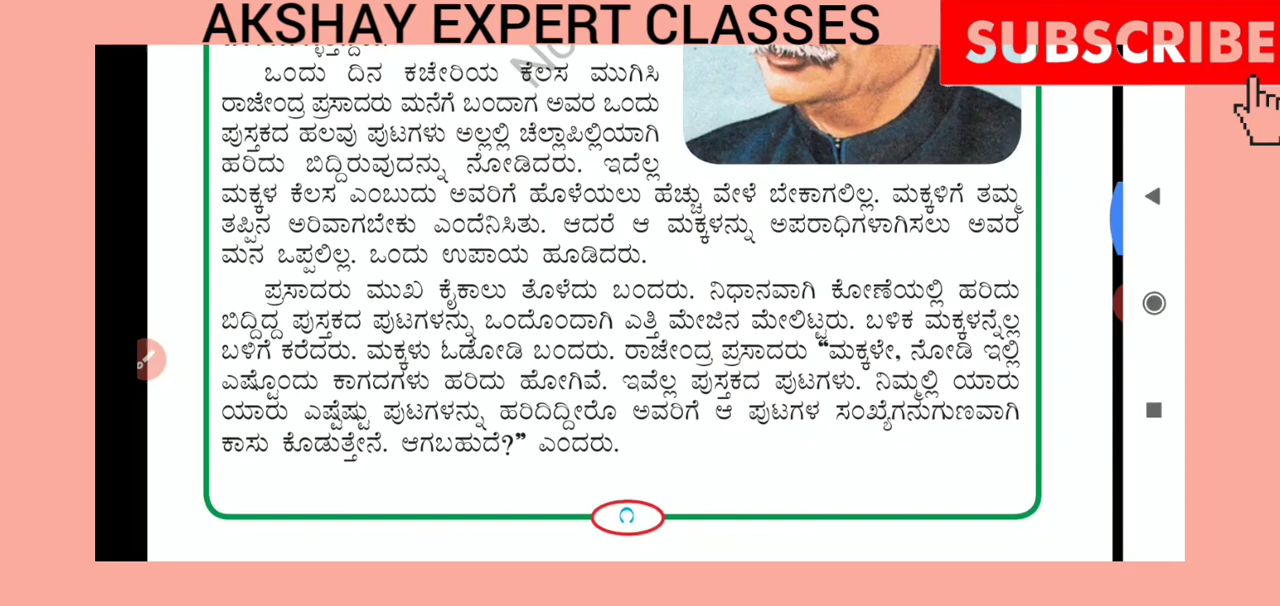 AKSHAY EXPERT CLASSES
SUBSCRIBE
ಒಂದು ದಿನ ಕಚೇರಿಯ ಕೆಲಸ ಮುಗಿಸಿ
ರಾಜೇಂದ್ರ ಪ್ರಸಾದರು ಮನೆಗೆ ಬಂದಾಗ ಅವರ ಒಂದು
ಪುಸ್ತಕದ ಹಲವು ಪುಟಗಳು ಅಲ್ಲಲ್ಲಿ ಚೆಲ್ಲಾಪಿಲ್ಲಿಯಾಗಿ
ಹರಿದು ಬಿದ್ದಿರುವುದನ್ನು ನೋಡಿದರು. ಇದೆಲ್ಲ
ಮಕ್ಕಳ ಕೆಲಸ ಎಂಬುದು ಅವರಿಗೆ ಹೊಳೆಯಲು ಹೆಚ್ಚು ವೇಳೆ ಬೇಕಾಗಲಿಲ್ಲ. ಮಕ್ಕಳಿಗೆ ತಮ್ಮ
ತಪ್ಪಿನ ಅರಿವಾಗಬೇಕು ಎಂದೆನಿಸಿತು. ಆದರೆ ಆ ಮಕ್ಕಳನ್ನು ಅಪರಾಧಿಗಳಾಗಿಸಲು ಅವರ
ಮನ ಒಪ್ಪಲಿಲ್ಲ. ಒಂದು ಉಪಾಯ ಹೂಡಿದರು.
ಪ್ರಸಾದರು ಮುಖ ಕೈಕಾಲು ತೊಳೆದು ಬಂದರು. ನಿಧಾನವಾಗಿ ಕೋಣೆಯಲ್ಲಿ ಹರಿದು
ಬಿದ್ದಿದ್ದ ಪುಸ್ತಕದ ಪುಟಗಳನ್ನು ಒಂದೊಂದಾಗಿ ಎತ್ತಿ ಮೇಜಿನ ಮೇಲಿಟ್ಟರು. ಬಳಿಕ ಮಕ್ಕಳನ್ನೆಲ್ಲ
ಬಳಿಗೆ ಕರೆದರು. ಮಕ್ಕಳು ಓಡೋಡಿ ಬಂದರು. ರಾಜೇಂದ್ರ ಪ್ರಸಾದರು “ಮಕ್ಕಳೇ, ನೋಡಿ ಇಲ್ಲಿ
ಎಷ್ಟೊಂದು ಕಾಗದಗಳು ಹರಿದು ಹೋಗಿವೆ. ಇವೆಲ್ಲ ಪುಸ್ತಕದ ಪುಟಗಳು. ನಿಮ್ಮಲ್ಲಿ ಯಾರು
ಯಾರು ಎಷ್ಟೆಷ್ಟು ಪುಟಗಳನ್ನು ಹರಿದಿದ್ದೀರೊ ಅವರಿಗೆ ಆ ಪುಟಗಳ ಸಂಖ್ಯೆಗನುಗುಣವಾಗಿ
ಕಾಸು ಕೊಡುತ್ತೇನೆ. ಆಗಬಹುದೆ?” ಎಂದರು.